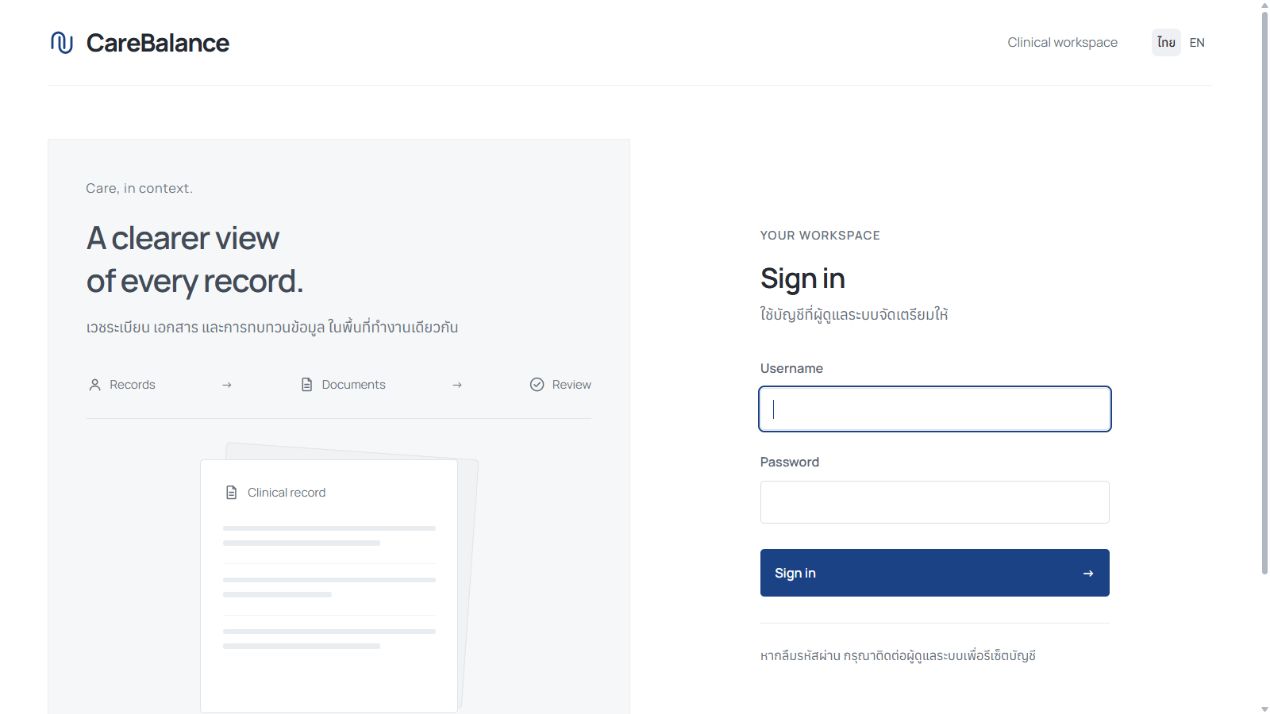 CareBalance
Clinical workspace
ไทย
EN
Care, in context.
A clearer view
of every record.
เวชระเบียน เอกสาร และการทบทวนข้อมูล ในพื้นที่ทำงานเดียวกัน
Records → Documents → Review
Clinical record
YOUR WORKSPACE
Sign in
ใช้บัญชีที่ผู้ดูแลระบบจัดเตรียมให้
Username
Password
Sign in →
หากลืมรหัสผ่าน กรุณาติดต่อผู้ดูแลระบบเพื่อรีเซ็ตบัญชี